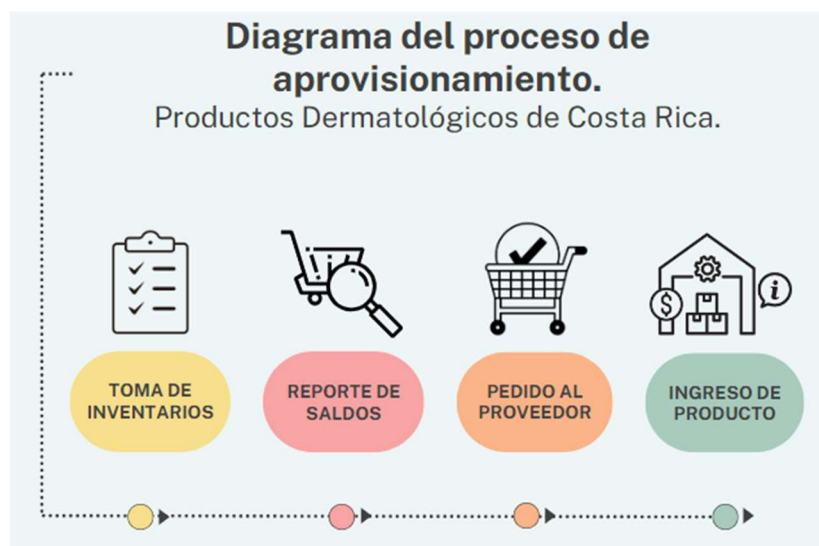 Diagrama del proceso de
aprovisionamiento.
Productos Dermatológicos de Costa Rica.
$
i
TOMA DE
INVENTARIOS
REPORTE DE
SALDOS
PEDIDO AL
PROVEEDOR
INGRESO DE
PRODUCTO